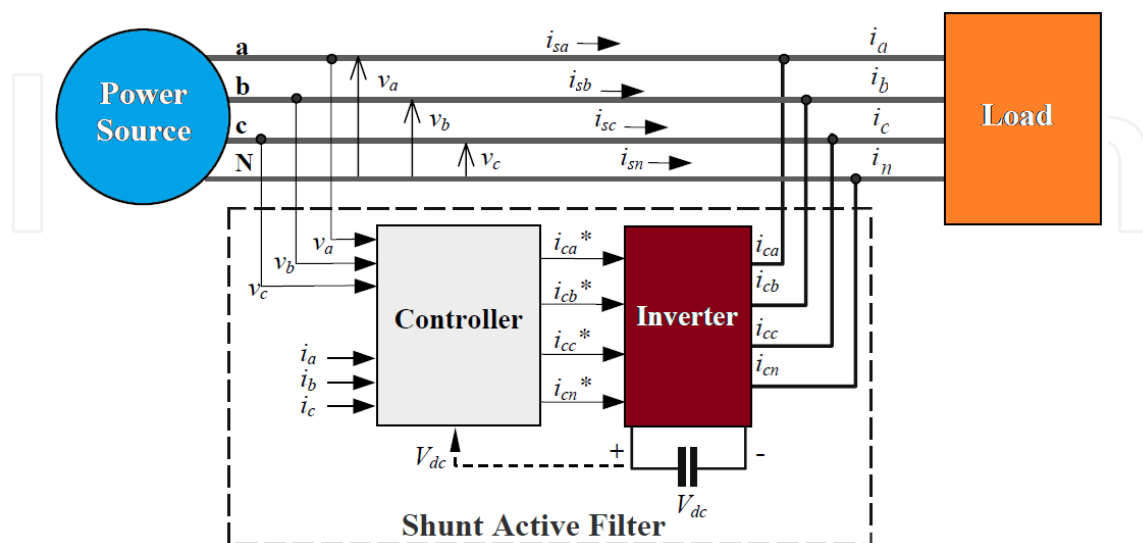 a
i_sa
i_a
b
i_sb
i_b
Power Source
v_a
Load
c
v_b
i_sc
i_c
N
v_c
i_sn
i_n
v_a
v_b
v_c
i_a
i_b
i_c
Controller
i_ca*
i_cb*
i_cc*
i_cn*
Inverter
i_ca
i_cb
i_cc
i_cn
V_dc
+
-
V_dc
Shunt Active Filter